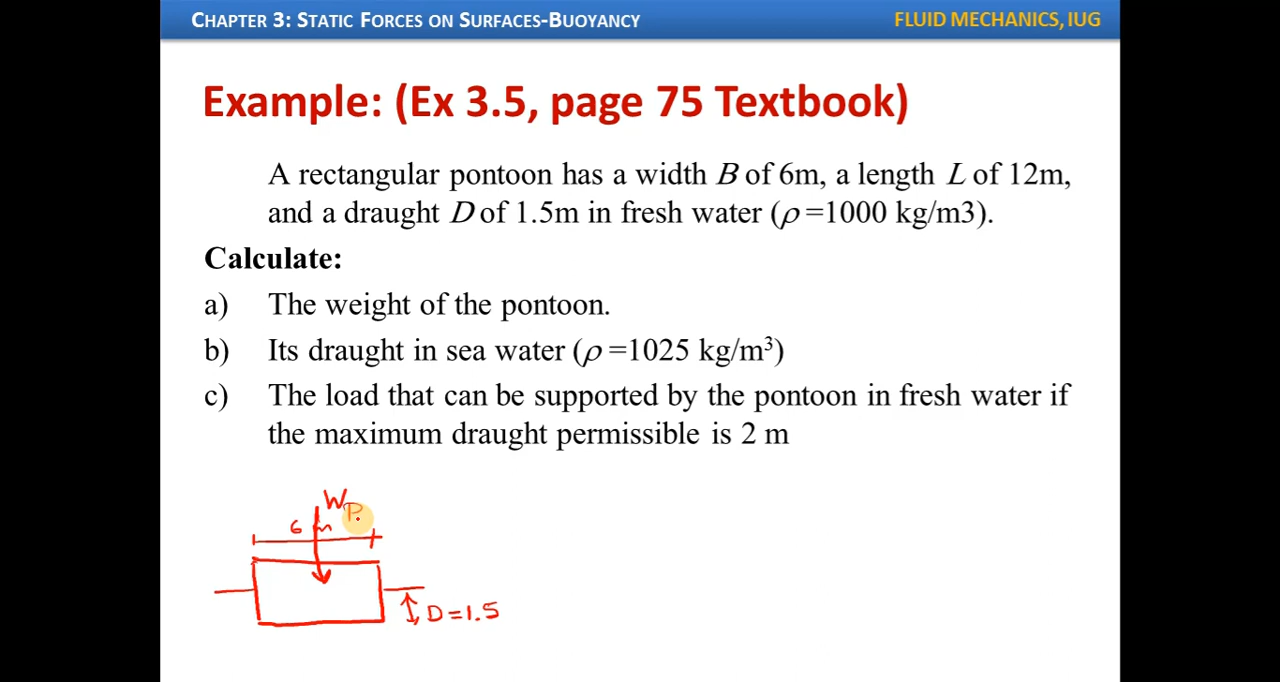 CHAPTER 3: STATIC FORCES ON SURFACES-BUOYANCY
FLUID MECHANICS, IUG
Example: (Ex 3.5, page 75 Textbook)
A rectangular pontoon has a width B of 6m, a length L of 12m,
and a draught D of 1.5m in fresh water (ρ =1000 kg/m3).
Calculate:
a) The weight of the pontoon.
b) Its draught in sea water (ρ =1025 kg/m³)
c) The load that can be supported by the pontoon in fresh water if
the maximum draught permissible is 2 m
WP
6 m
D = 1.5